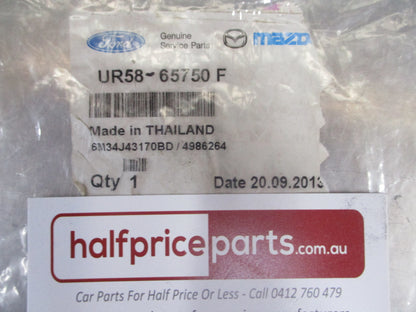 Ford
Genuine
Service Parts
mazda
UR58-65750 F
Made in THAILAND
6M34J43170BD / 4986264
Qty 1
Date 20.09.2013
halfpriceparts.com.au
Car Parts For Half Price Or Less - Call 0412 760 479